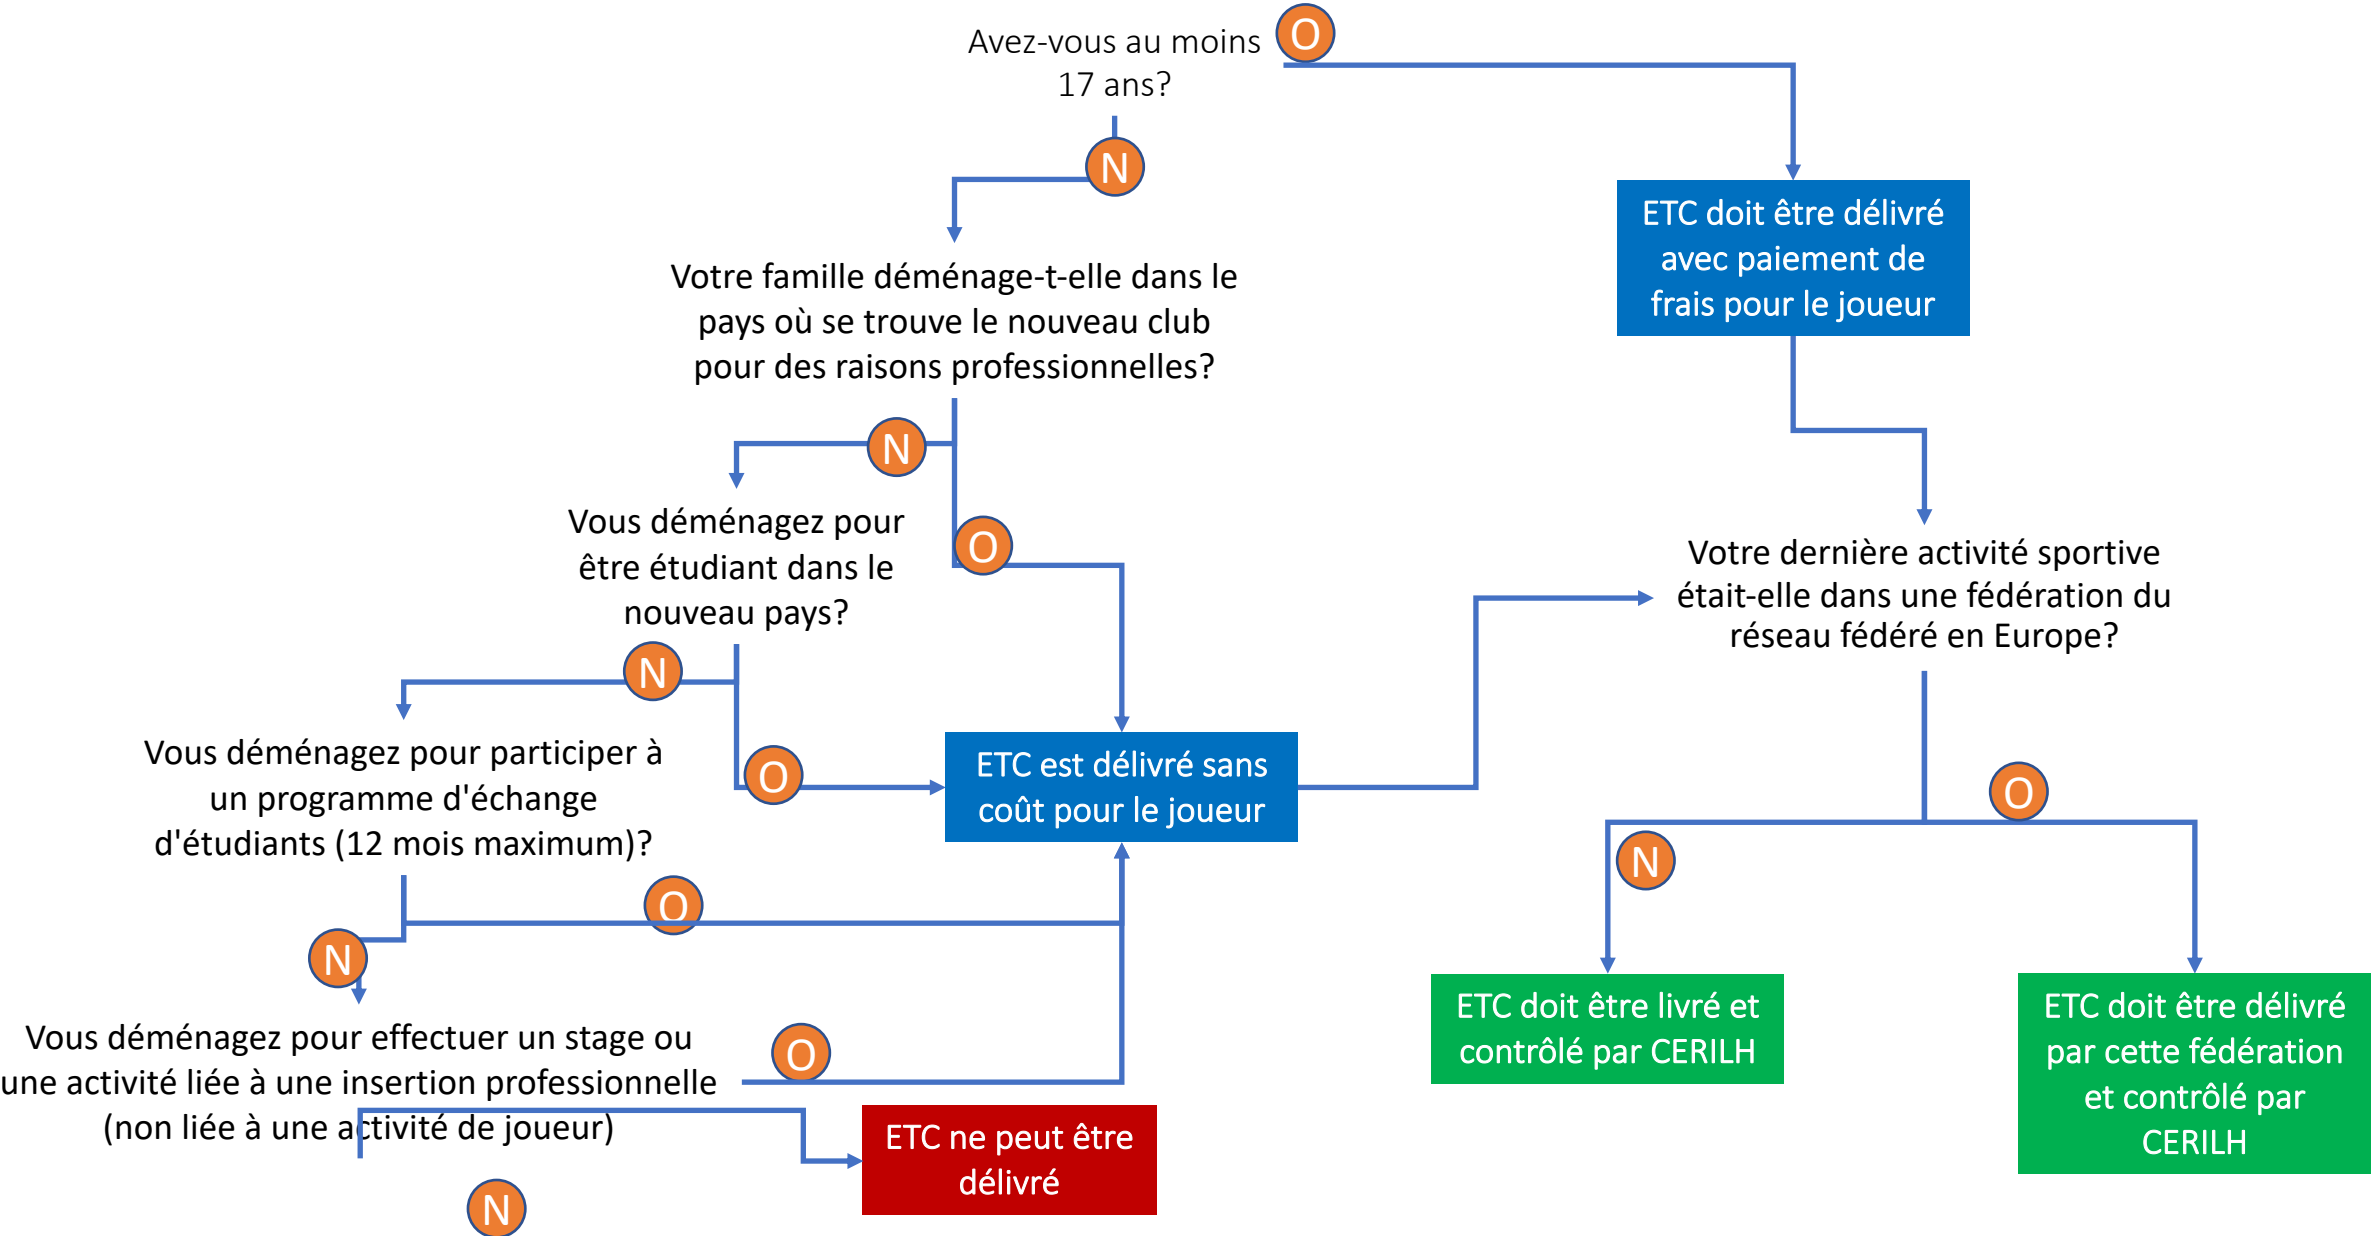 Avez-vous au moins
17 ans?
O
N
ETC doit être délivré
avec paiement de
frais pour le joueur
Votre famille déménage-t-elle dans le
pays où se trouve le nouveau club
pour des raisons professionnelles?
N
O
Vous déménagez pour
être étudiant dans le
nouveau pays?
N
O
Votre dernière activité sportive
était-elle dans une fédération du
réseau fédéré en Europe?
N
O
Vous déménagez pour participer à
un programme d'échange
d'étudiants (12 mois maximum)?
O
N
ETC est délivré sans
coût pour le joueur
Vous déménagez pour effectuer un stage ou
une activité liée à une insertion professionnelle
(non liée à une activité de joueur)
O
N
ETC ne peut être
délivré
ETC doit être livré et
contrôlé par CERILH
ETC doit être délivré
par cette fédération
et contrôlé par
CERILH